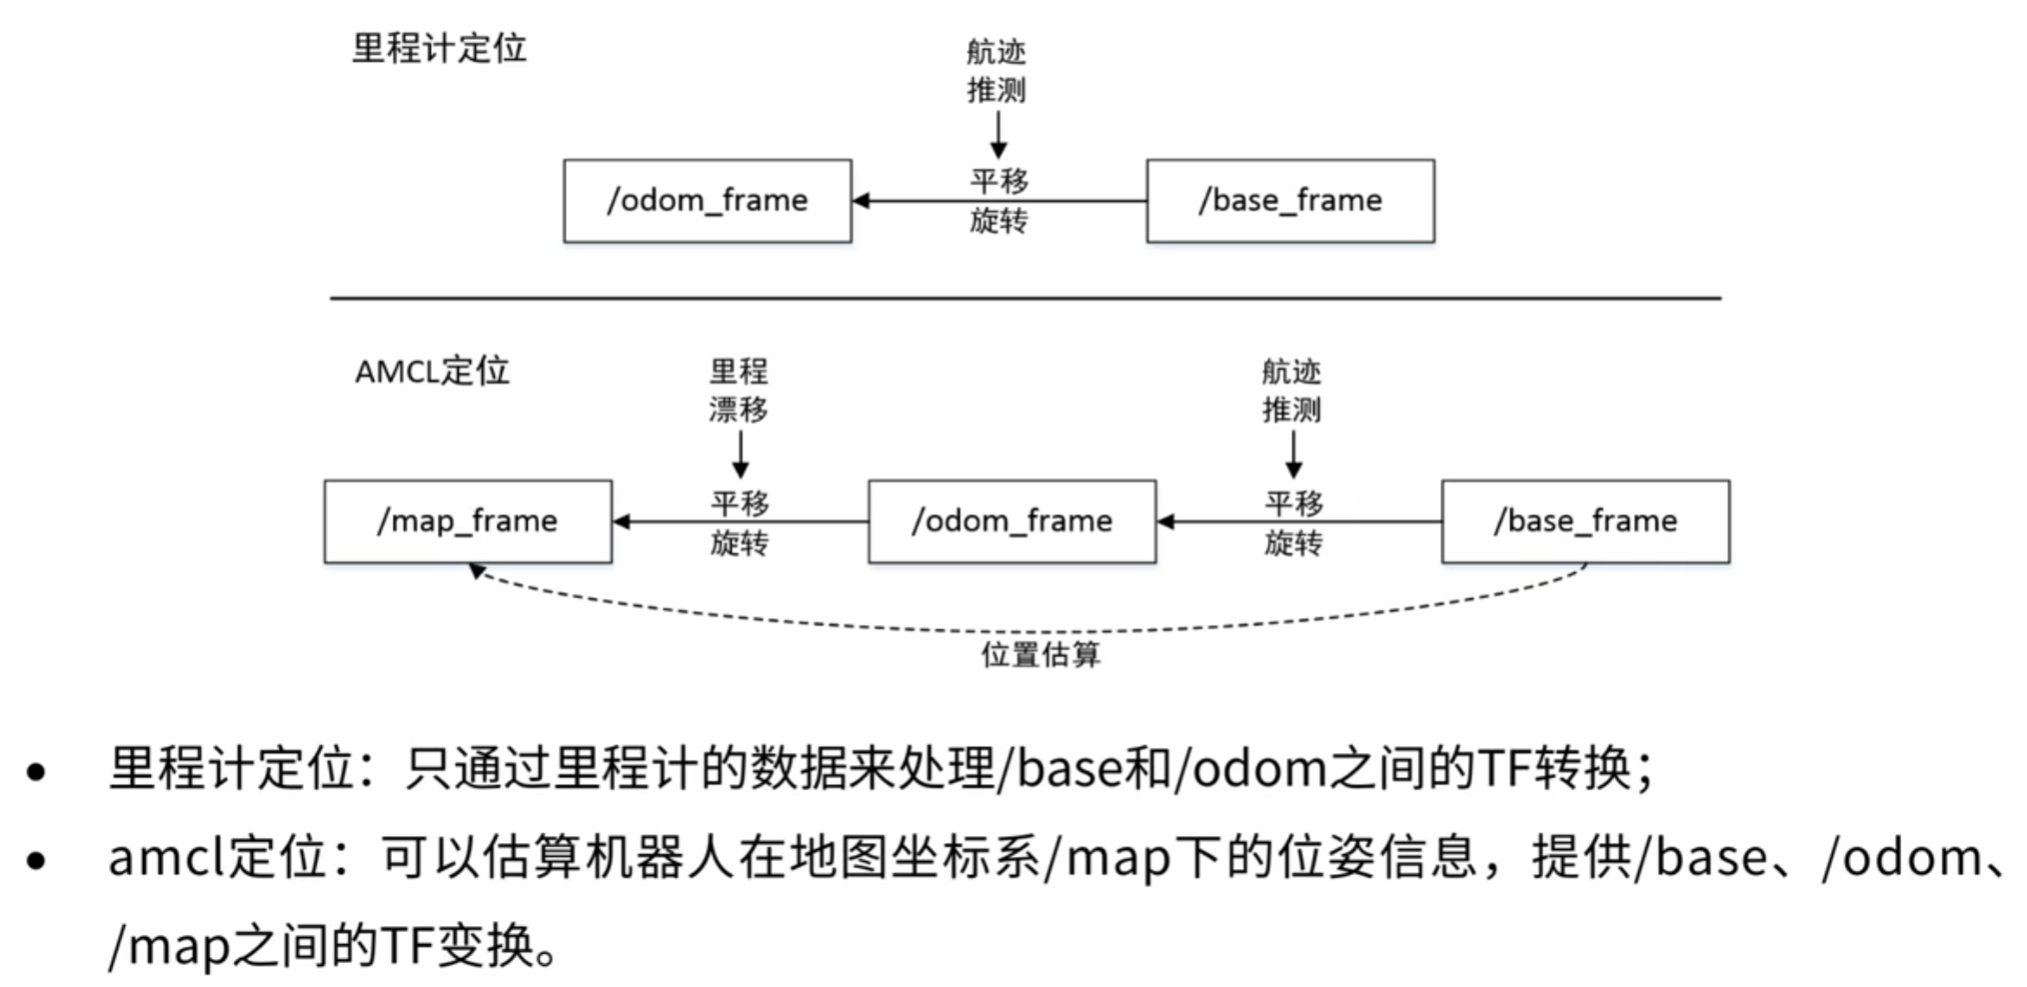 里程计定位
航迹
推测
平移
/odom_frame
/base_frame
旋转
AMCL定位
里程
漂移
航迹
推测
平移
平移
/map_frame
/odom_frame
/base_frame
旋转
旋转
位置估算
• 里程计定位：只通过里程计的数据来处理/base和/odom之间的TF转换；
• amcl定位：可以估算机器人在地图坐标系/map下的位姿信息，提供/base、/odom、
/map之间的TF变换。